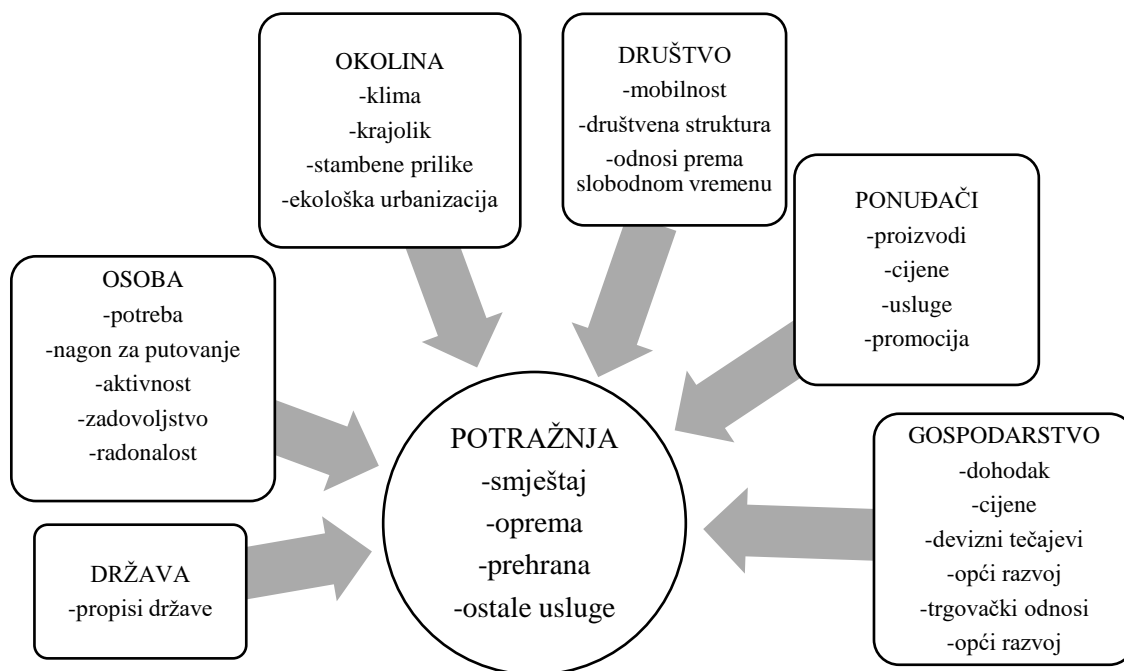 OKOLINA
-klima
-krajolik
-stambene prilike
-ekološka urbanizacija
DRUŠTVO
-mobilnost
-društvena struktura
-odnosi prema
slobodnom vremenu
PONUĐAČI
-proizvodi
-cijene
-usluge
-promocija
OSOBA
-potreba
-nagon za putovanje
-aktivnost
-zadovoljstvo
-radonalost
POTRAŽNJA
-smještaj
-oprema
-prehrana
-ostale usluge
GOSPODARSTVO
-dohodak
-cijene
-devizni tečajevi
-opći razvoj
-trgovački odnosi
-opći razvoj
DRŽAVA
-propisi države